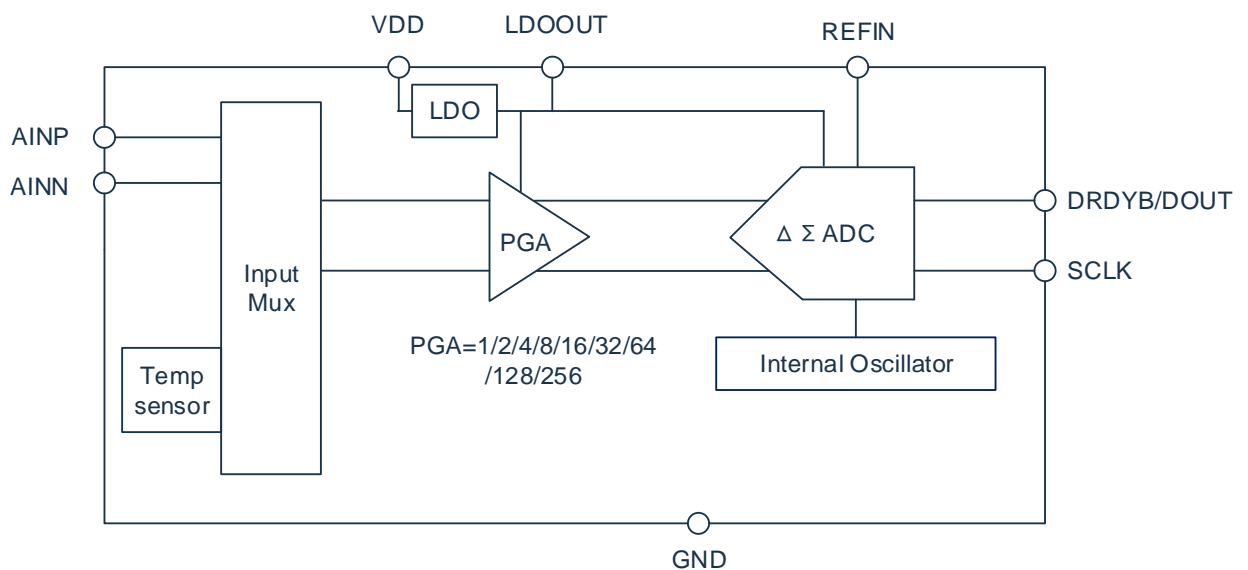 VDD
LDOOUT
REFIN
LDO
AINP
AINN
DRDYB/DOUT
PGA
Δ Σ ADC
SCLK
Input
Mux
PGA=1/2/4/8/16/32/64
/128/256
Internal Oscillator
Temp
sensor
GND